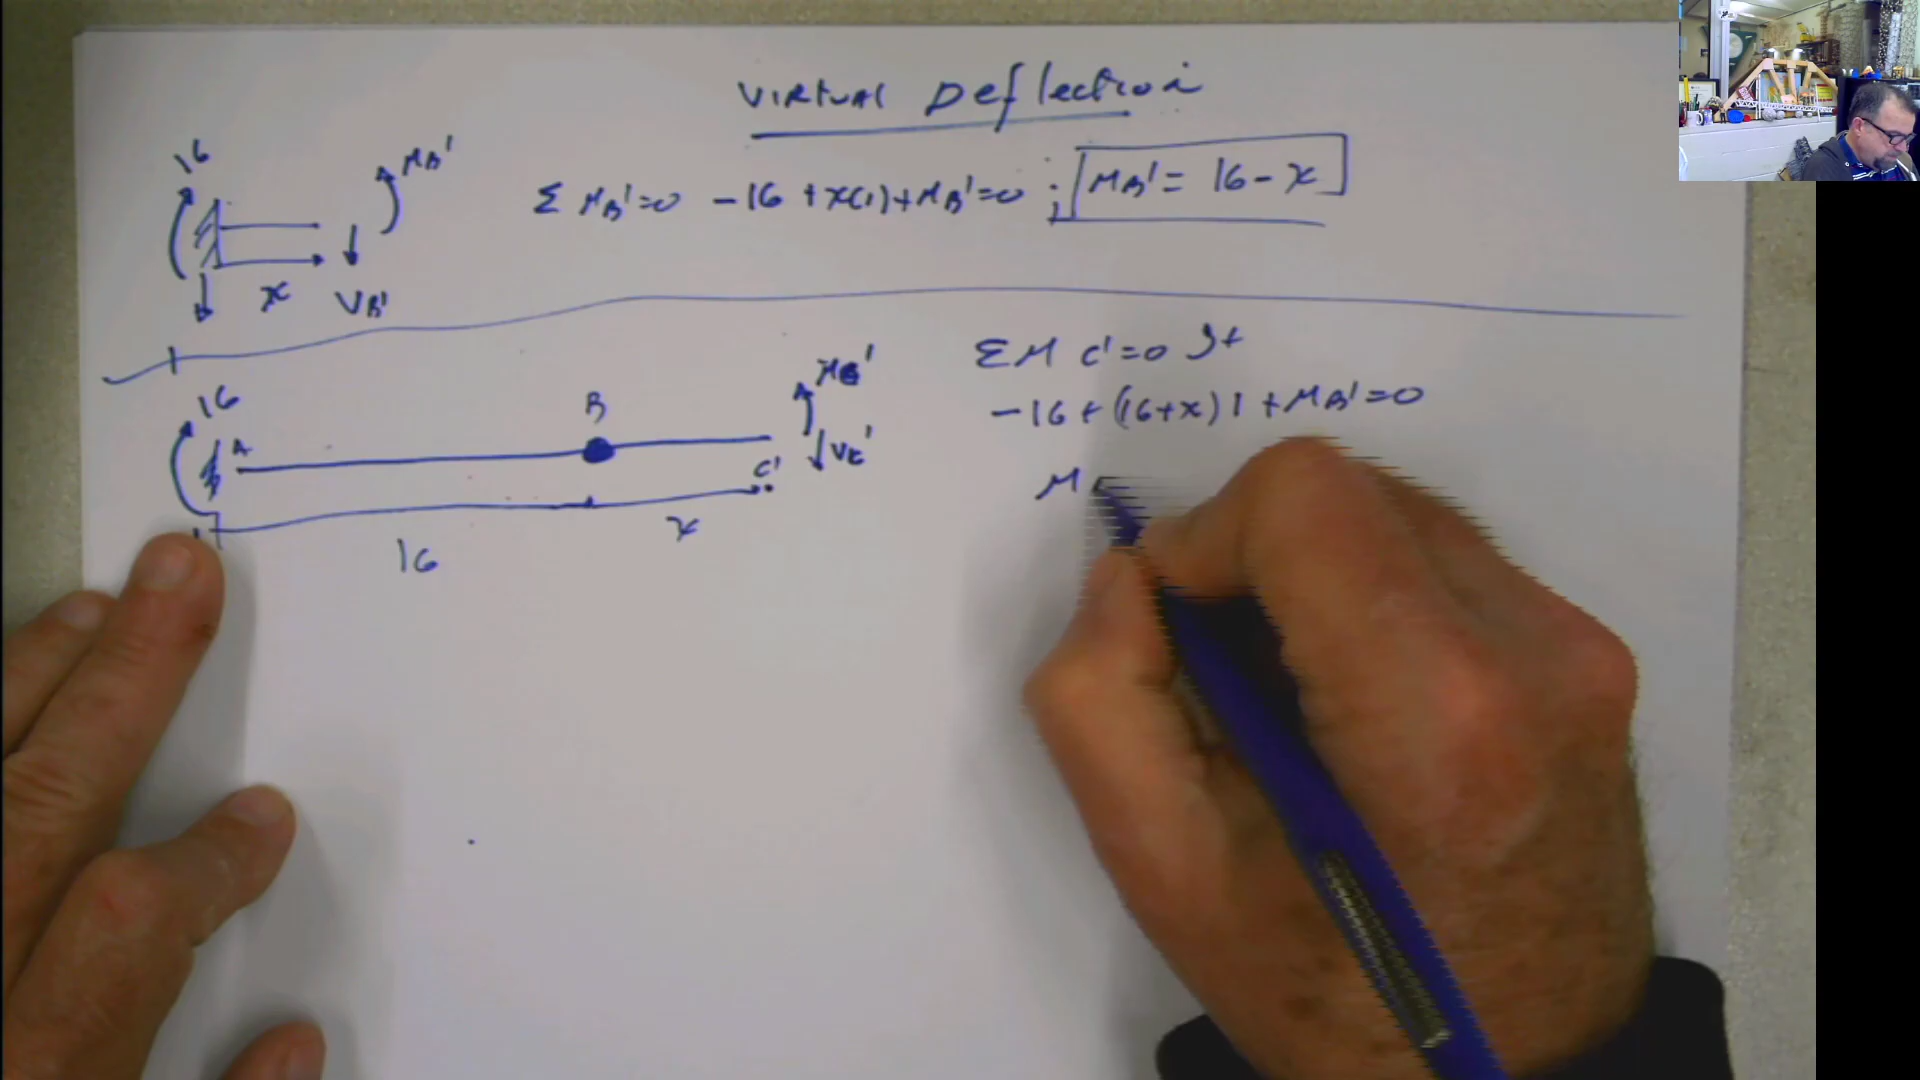 VIRTUAL Deflection
16
MB'
Σ MB'=0 -16 + x(1) + MB'=0 ; MB' = 16 - x
x
VB'
ΣM C'=0
-16 + (16+x) 1 + MB'=0
16
A
B
VC'
C'
16
x
M